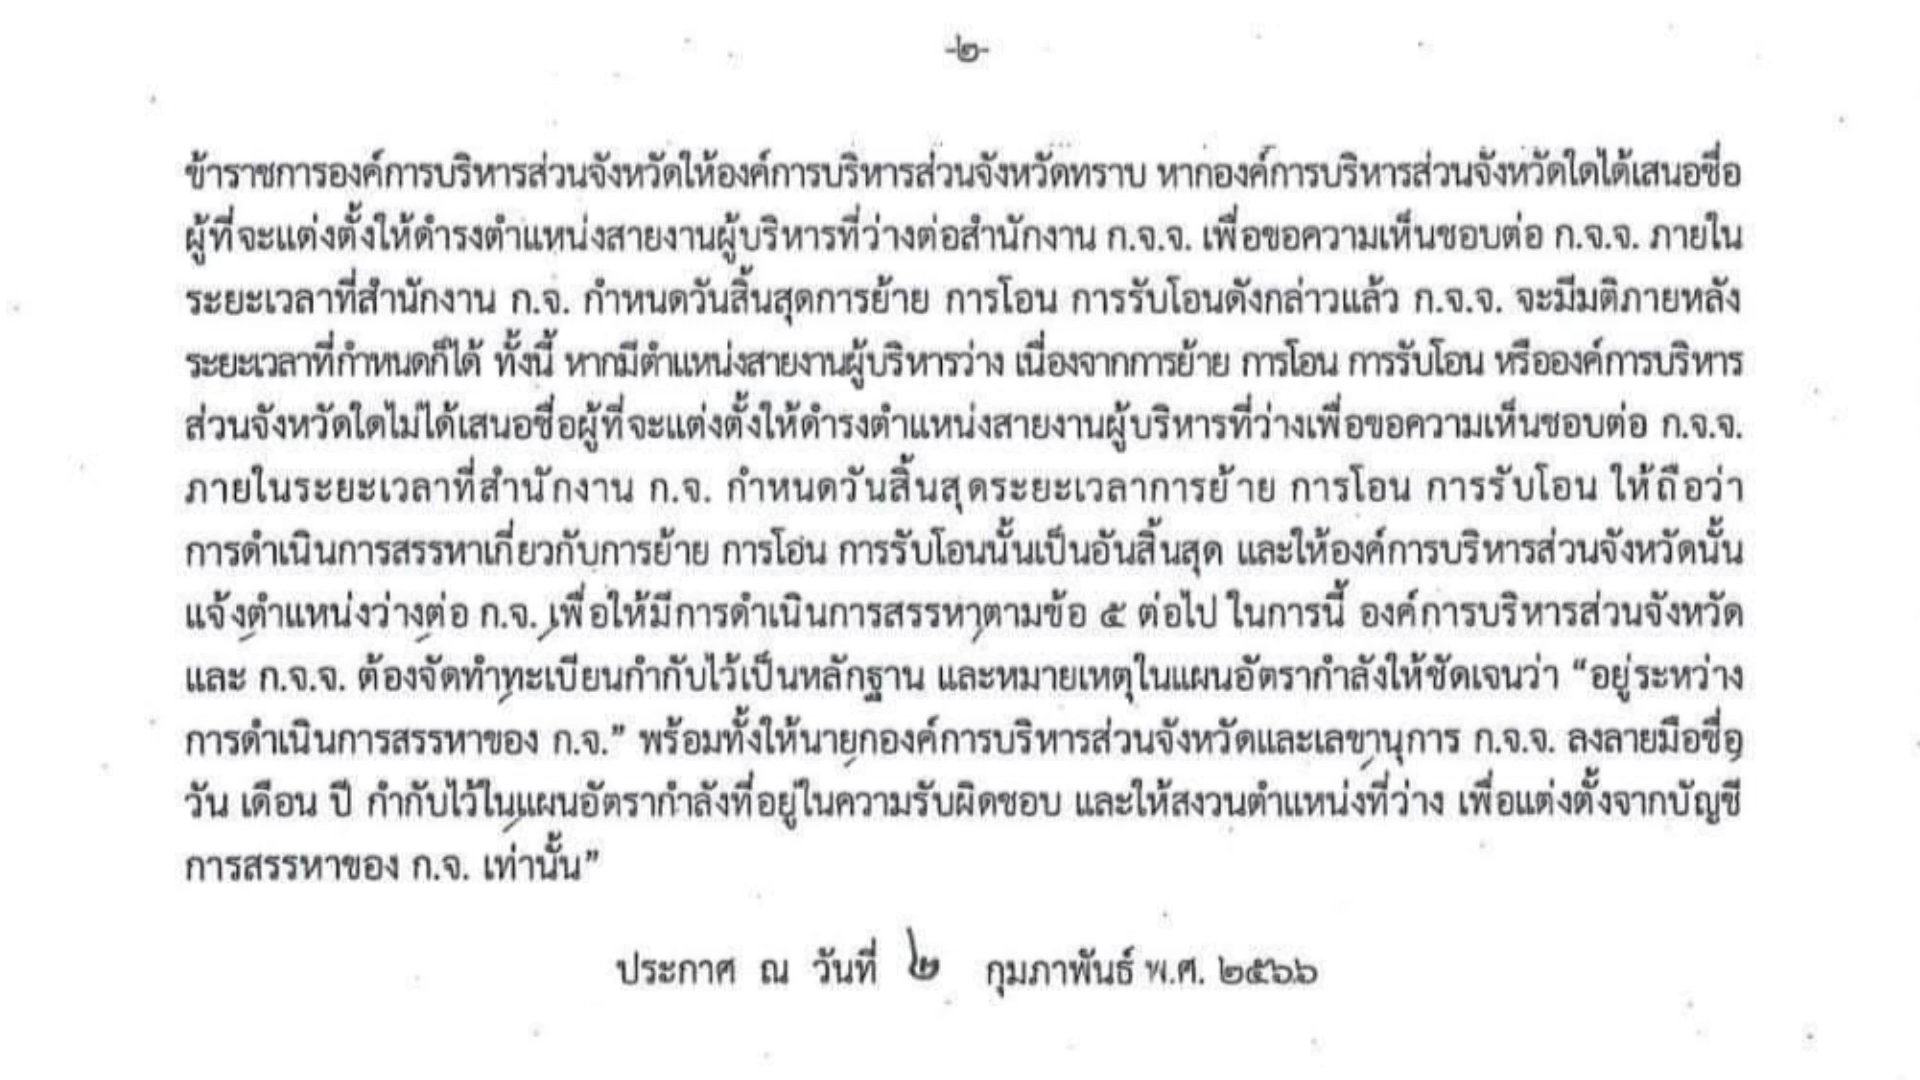 -๒-
ข้าราชการองค์การบริหารส่วนจังหวัดให้องค์การบริหารส่วนจังหวัดทราบ หากองค์การบริหารส่วนจังหวัดใดได้เสนอชื่อ
ผู้ที่จะแต่งตั้งให้ดำรงตำแหน่งสายงานผู้บริหารที่ว่างต่อสำนักงาน ก.จ.จ. เพื่อขอความเห็นชอบต่อ ก.จ.จ. ภายใน
ระยะเวลาที่สำนักงาน ก.จ. กำหนดวันสิ้นสุดการย้าย การโอน การรับโอนดังกล่าวแล้ว ก.จ.จ. จะมีมติภายหลัง
ระยะเวลาที่กำหนดก็ได้ ทั้งนี้ หากมีตำแหน่งสายงานผู้บริหารว่าง เนื่องจากการย้าย การโอน การรับโอน หรือองค์การบริหาร
ส่วนจังหวัดใดไม่ได้เสนอชื่อผู้ที่จะแต่งตั้งให้ดำรงตำแหน่งสายงานผู้บริหารที่ว่างเพื่อขอความเห็นชอบต่อ ก.จ.จ.
ภายในระยะเวลาที่สำนักงาน ก.จ. กำหนดวันสิ้นสุดระยะเวลาการย้าย การโอน การรับโอน ให้ถือว่า
การดำเนินการสรรหาเกี่ยวกับการย้าย การโอน การรับโอนนั้นเป็นอันสิ้นสุด และให้องค์การบริหารส่วนจังหวัดนั้น
แจ้งตำแหน่งว่างต่อ ก.จ. เพื่อให้มีการดำเนินการสรรหาตามข้อ ๕ ต่อไป ในการนี้ องค์การบริหารส่วนจังหวัด
และ ก.จ.จ. ต้องจัดทำทะเบียนกำกับไว้เป็นหลักฐาน และหมายเหตุในแผนอัตรากำลังให้ชัดเจนว่า “อยู่ระหว่าง
การดำเนินการสรรหาของ ก.จ.” พร้อมทั้งให้นายกองค์การบริหารส่วนจังหวัดและเลขานุการ ก.จ.จ. ลงลายมือชื่อ
วัน เดือน ปี กำกับไว้ในแผนอัตรากำลังที่อยู่ในความรับผิดชอบ และให้สงวนตำแหน่งที่ว่าง เพื่อแต่งตั้งจากบัญชี
การสรรหาของ ก.จ. เท่านั้น”
ประกาศ ณ วันที่ ๒ กุมภาพันธ์ พ.ศ. ๒๕๖๖